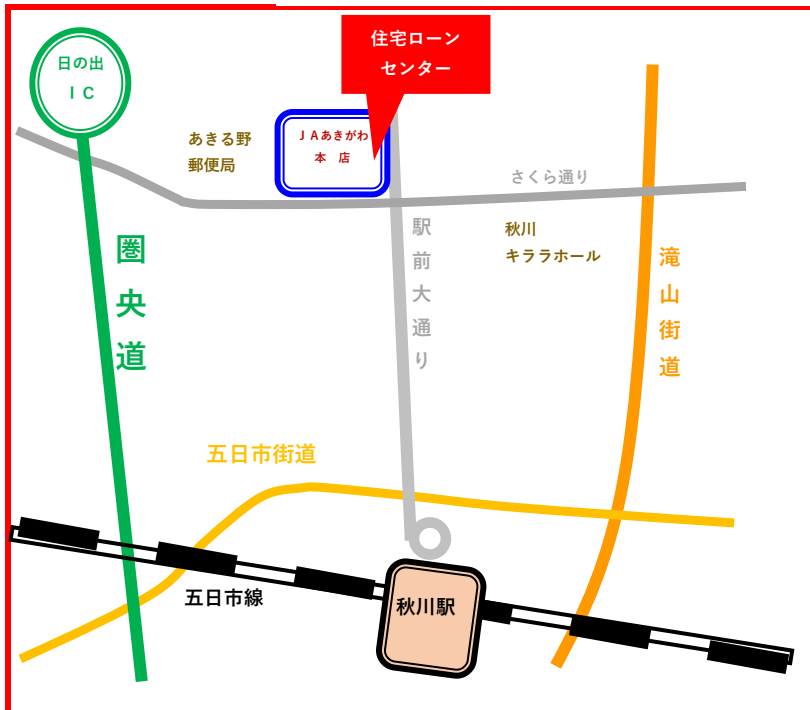 住宅ローン
センター
日の出
ＩＣ
ＪＡあきがわ
本　店
あきる野
郵便局
さくら通り
秋川
キララホール
駅前大通り
圏央道
滝山街道
五日市街道
五日市線
秋川駅